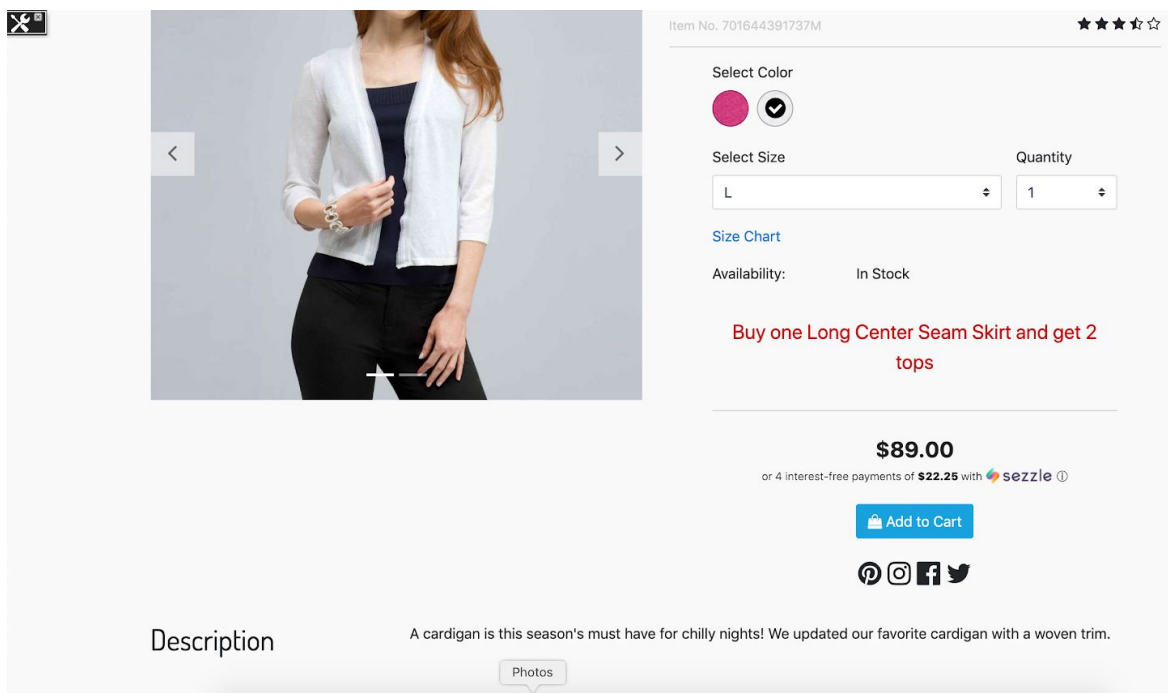 Item No. 701644391737M
Select Color
Select Size
Quantity
L
1
Size Chart
Availability:
In Stock
Buy one Long Center Seam Skirt and get 2
tops
$89.00
or 4 interest-free payments of $22.25 with sezzle
Add to Cart
Description
A cardigan is this season's must have for chilly nights! We updated our favorite cardigan with a woven trim.
Photos